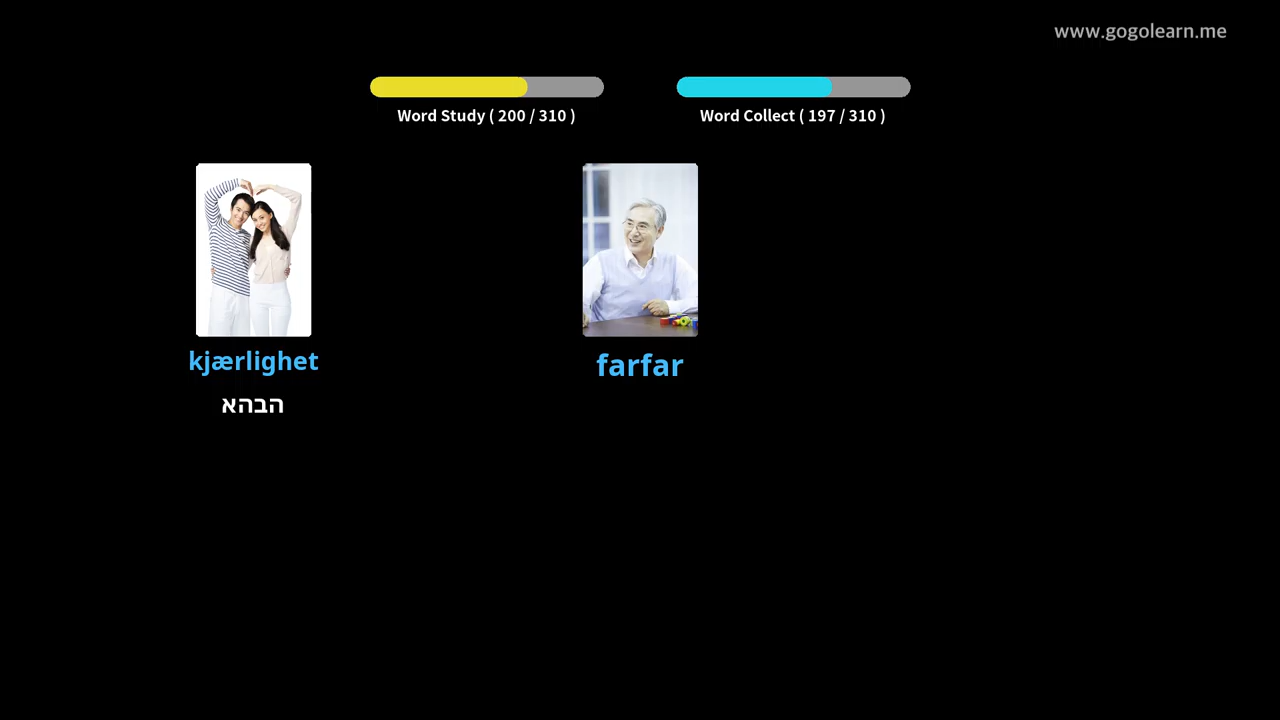 www.gogolearn.me
Word Study ( 200 / 310 )
Word Collect ( 197 / 310 )
kjærlighet
הבהא
farfar